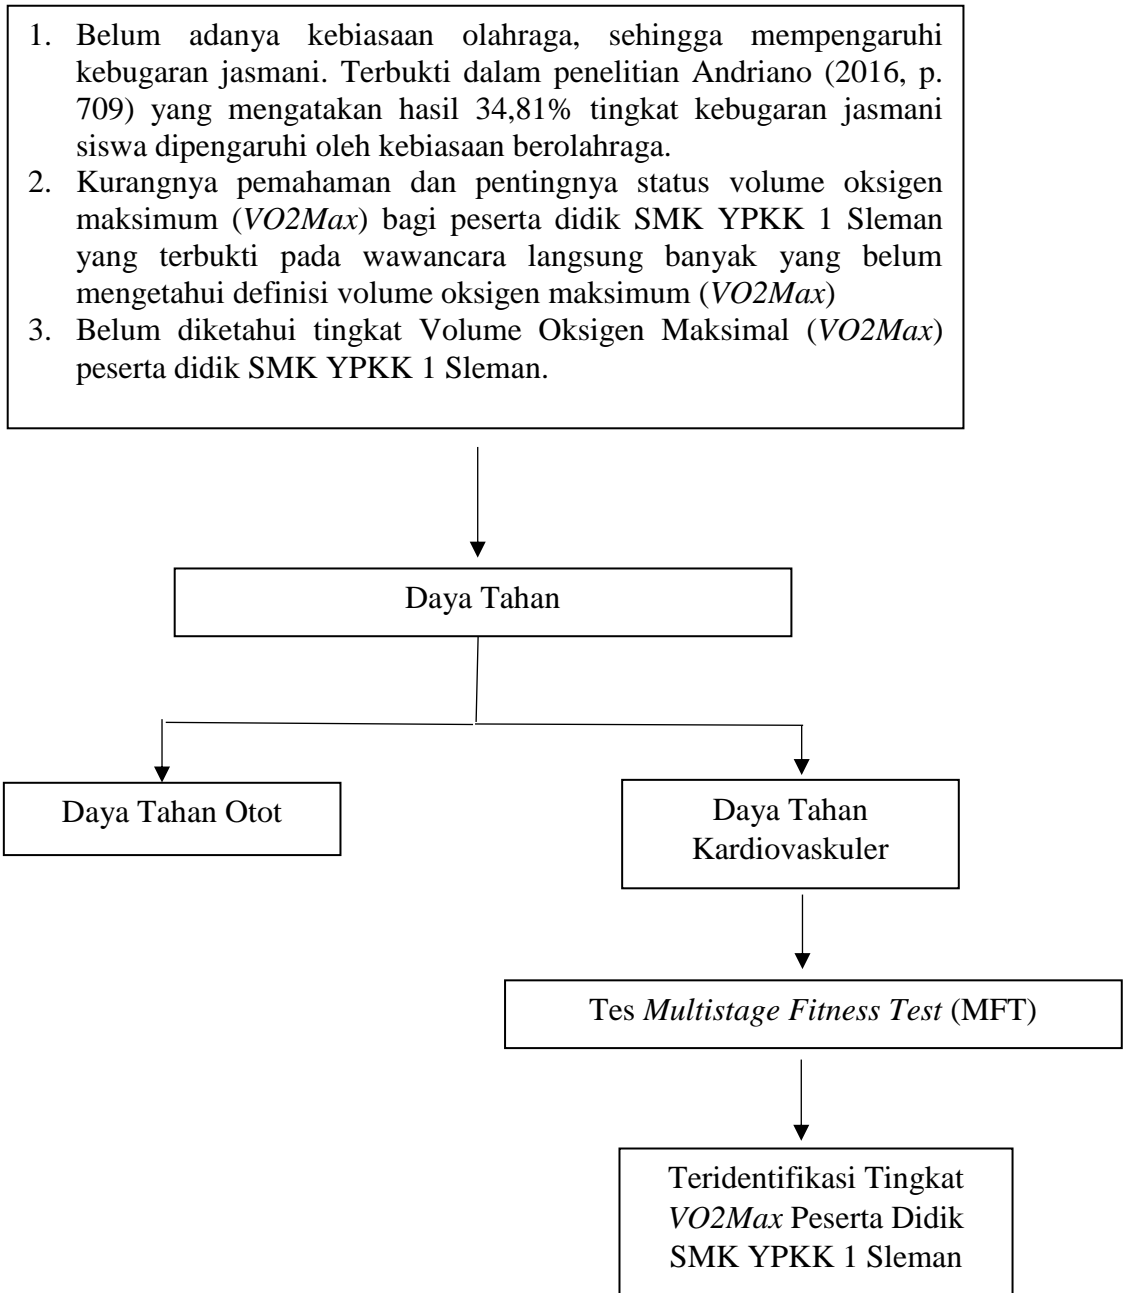 1. Belum adanya kebiasaan olahraga, sehingga mempengaruhi
kebugaran jasmani. Terbukti dalam penelitian Andriano (2016, p.
709) yang mengatakan hasil 34,81% tingkat kebugaran jasmani
siswa dipengaruhi oleh kebiasaan berolahraga.
2. Kurangnya pemahaman dan pentingnya status volume oksigen
maksimum (VO2Max) bagi peserta didik SMK YPKK 1 Sleman
yang terbukti pada wawancara langsung banyak yang belum
mengetahui definisi volume oksigen maksimum (VO2Max)
3. Belum diketahui tingkat Volume Oksigen Maksimal (VO2Max)
peserta didik SMK YPKK 1 Sleman.
Daya Tahan
Daya Tahan Otot
Daya Tahan
Kardiovaskuler
Tes Multistage Fitness Test (MFT)
Teridentifikasi Tingkat
VO2Max Peserta Didik
SMK YPKK 1 Sleman